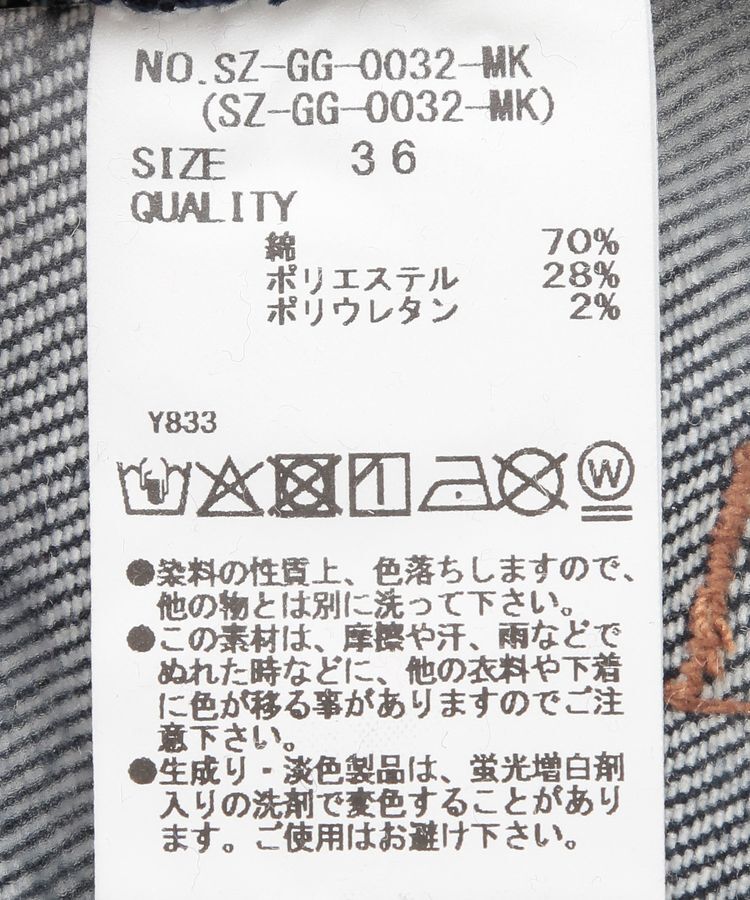 NO.SZ-GG-0032-MK
(SZ-GG-0032-MK)
SIZE 36
QUALITY
綿 70%
ポリエステル 28%
ポリウレタン 2%
Y833
W
●染料の性質上、色落ちしますので、
他の物とは別に洗って下さい。
●この素材は、摩擦や汗、雨などで
ぬれた時などに、他の衣料や下着
に色が移る事がありますのでご注
意下さい。
●生成り・淡色製品は、蛍光増白剤
入りの洗剤で変色することがあり
ます。ご使用はお避け下さい。